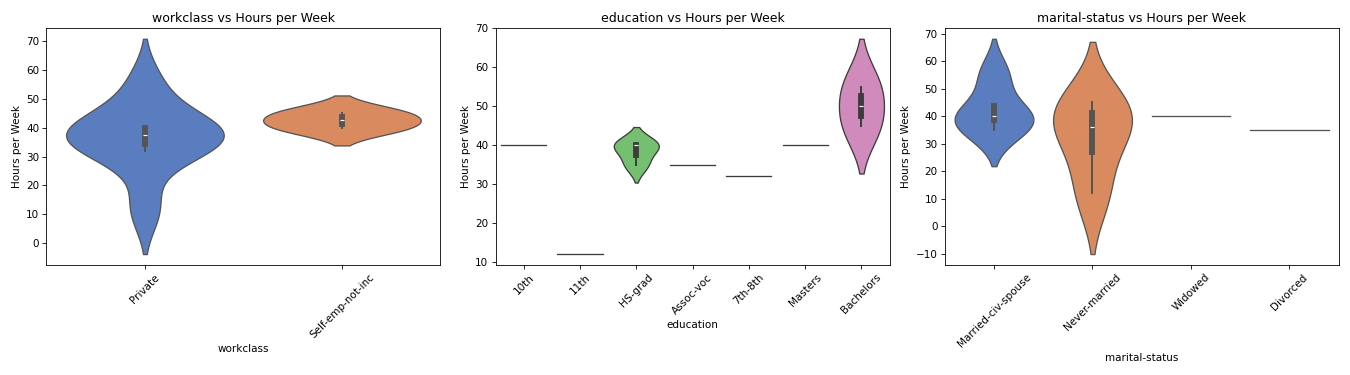 workclass vs Hours per Week
70
60
50
40
30
20
10
0
Hours per Week
Private
Self-emp-not-inc
workclass
education vs Hours per Week
70
60
50
40
30
20
10
Hours per Week
10th
11th
HS-grad
Assoc-voc
7th-8th
Masters
Bachelors
education
marital-status vs Hours per Week
70
60
50
40
30
20
10
0
−10
Hours per Week
Married-civ-spouse
Never-married
Widowed
Divorced
marital-status